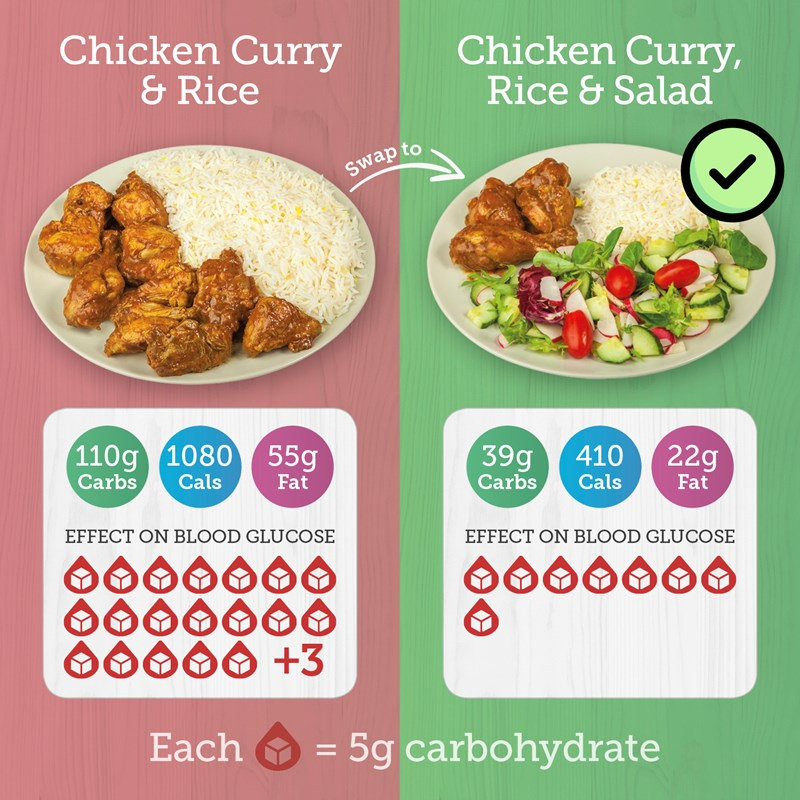 Chicken Curry
& Rice
Swap to
Chicken Curry,
Rice & Salad
110g
Carbs
1080
Cals
55g
Fat
EFFECT ON BLOOD GLUCOSE
+3
39g
Carbs
410
Cals
22g
Fat
EFFECT ON BLOOD GLUCOSE
Each = 5g carbohydrate